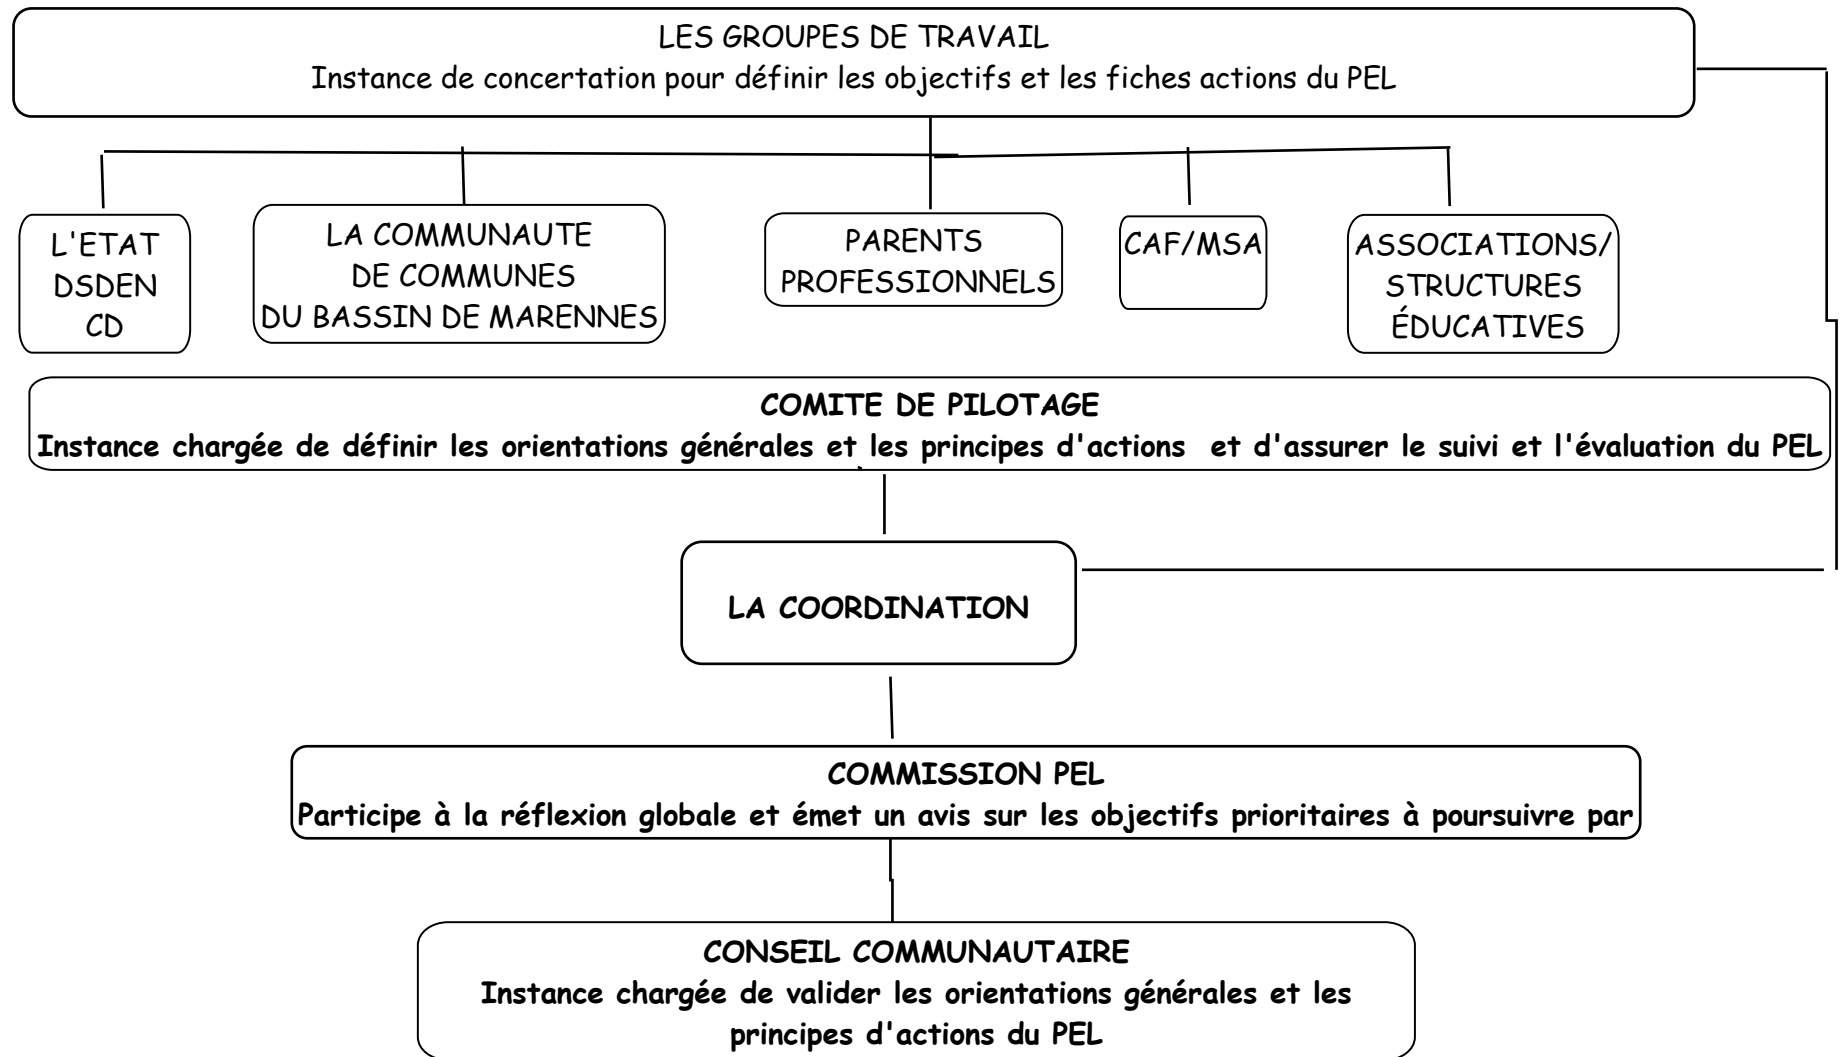 LES GROUPES DE TRAVAIL
Instance de concertation pour définir les objectifs et les fiches actions du PEL
L'ETAT
DSDEN
CD
LA COMMUNAUTE
DE COMMUNES
DU BASSIN DE MARENNES
PARENTS
PROFESSIONNELS
CAF/MSA
ASSOCIATIONS/
STRUCTURES
ÉDUCATIVES
COMITE DE PILOTAGE
Instance chargée de définir les orientations générales et les principes d'actions et d'assurer le suivi et l'évaluation du PEL
LA COORDINATION
COMMISSION PEL
Participe à la réflexion globale et émet un avis sur les objectifs prioritaires à poursuivre par
CONSEIL COMMUNAUTAIRE
Instance chargée de valider les orientations générales et les
principes d'actions du PEL